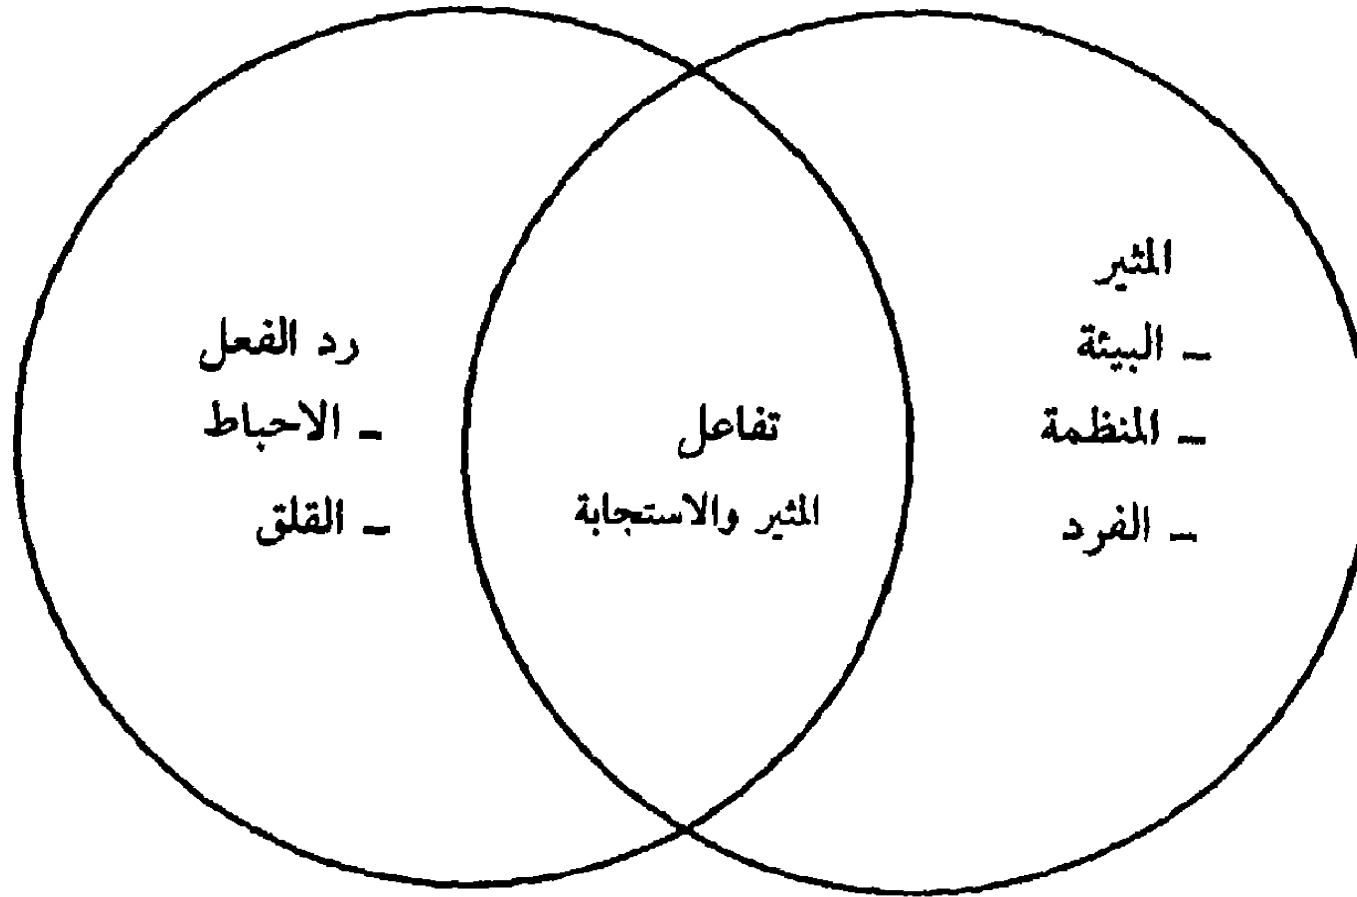 المثير
- البيئة
- المنظمة
- الفرد
تفاعل
المثير والاستجابة
رد الفعل
- الاحباط
- القلق